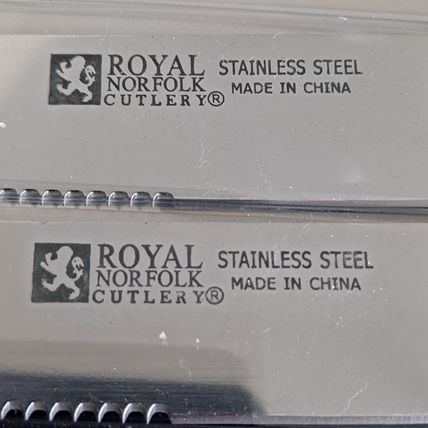 ROYAL STAINLESS STEEL
NORFOLK MADE IN CHINA
CUTLERY®
ROYAL STAINLESS STEEL
NORFOLK MADE IN CHINA
CUTLERY®